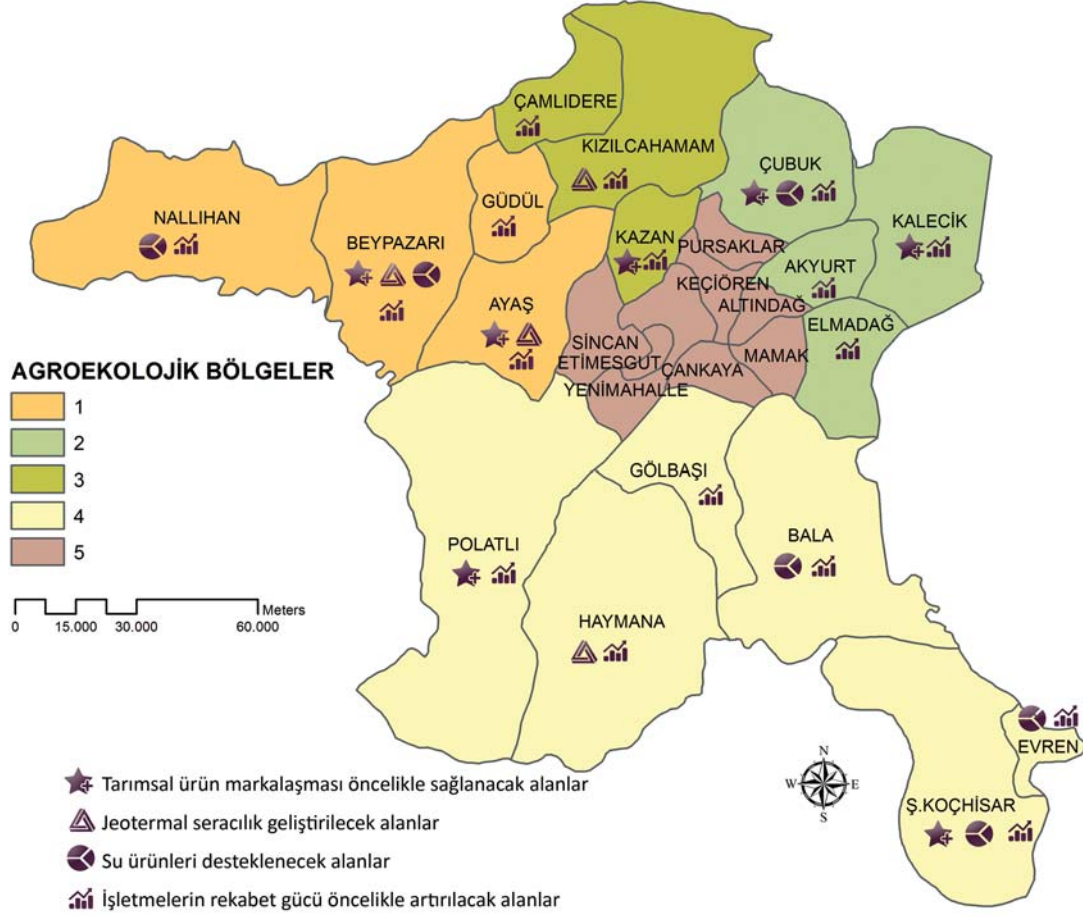 ÇAMLIDERE
KIZILCAHAMAM
ÇUBUK
NALLIHAN
BEYPAZARI
GÜDÜL
KALECİK
KAZAN
PURSAKLAR
AKYURT
KEÇİÖREN
ALTINDAĞ
AYAŞ
ELMADAĞ
SİNCAN
ETİMESGUT
MAMAK
ÇANKAYA
YENİMAHALLE
AGROEKOLOJİK BÖLGELER
1
2
3
4
5
Meters
0 15.000 30.000 60.000
GÖLBAŞI
POLATLI
BALA
HAYMANA
EVREN
Ş.KOÇHİSAR
N
W E
S
Tarımsal ürün markalaşması öncelikle sağlanacak alanlar
Jeotermal seracılık geliştirilecek alanlar
Su ürünleri desteklenecek alanlar
İşletmelerin rekabet gücü öncelikle artırılacak alanlar